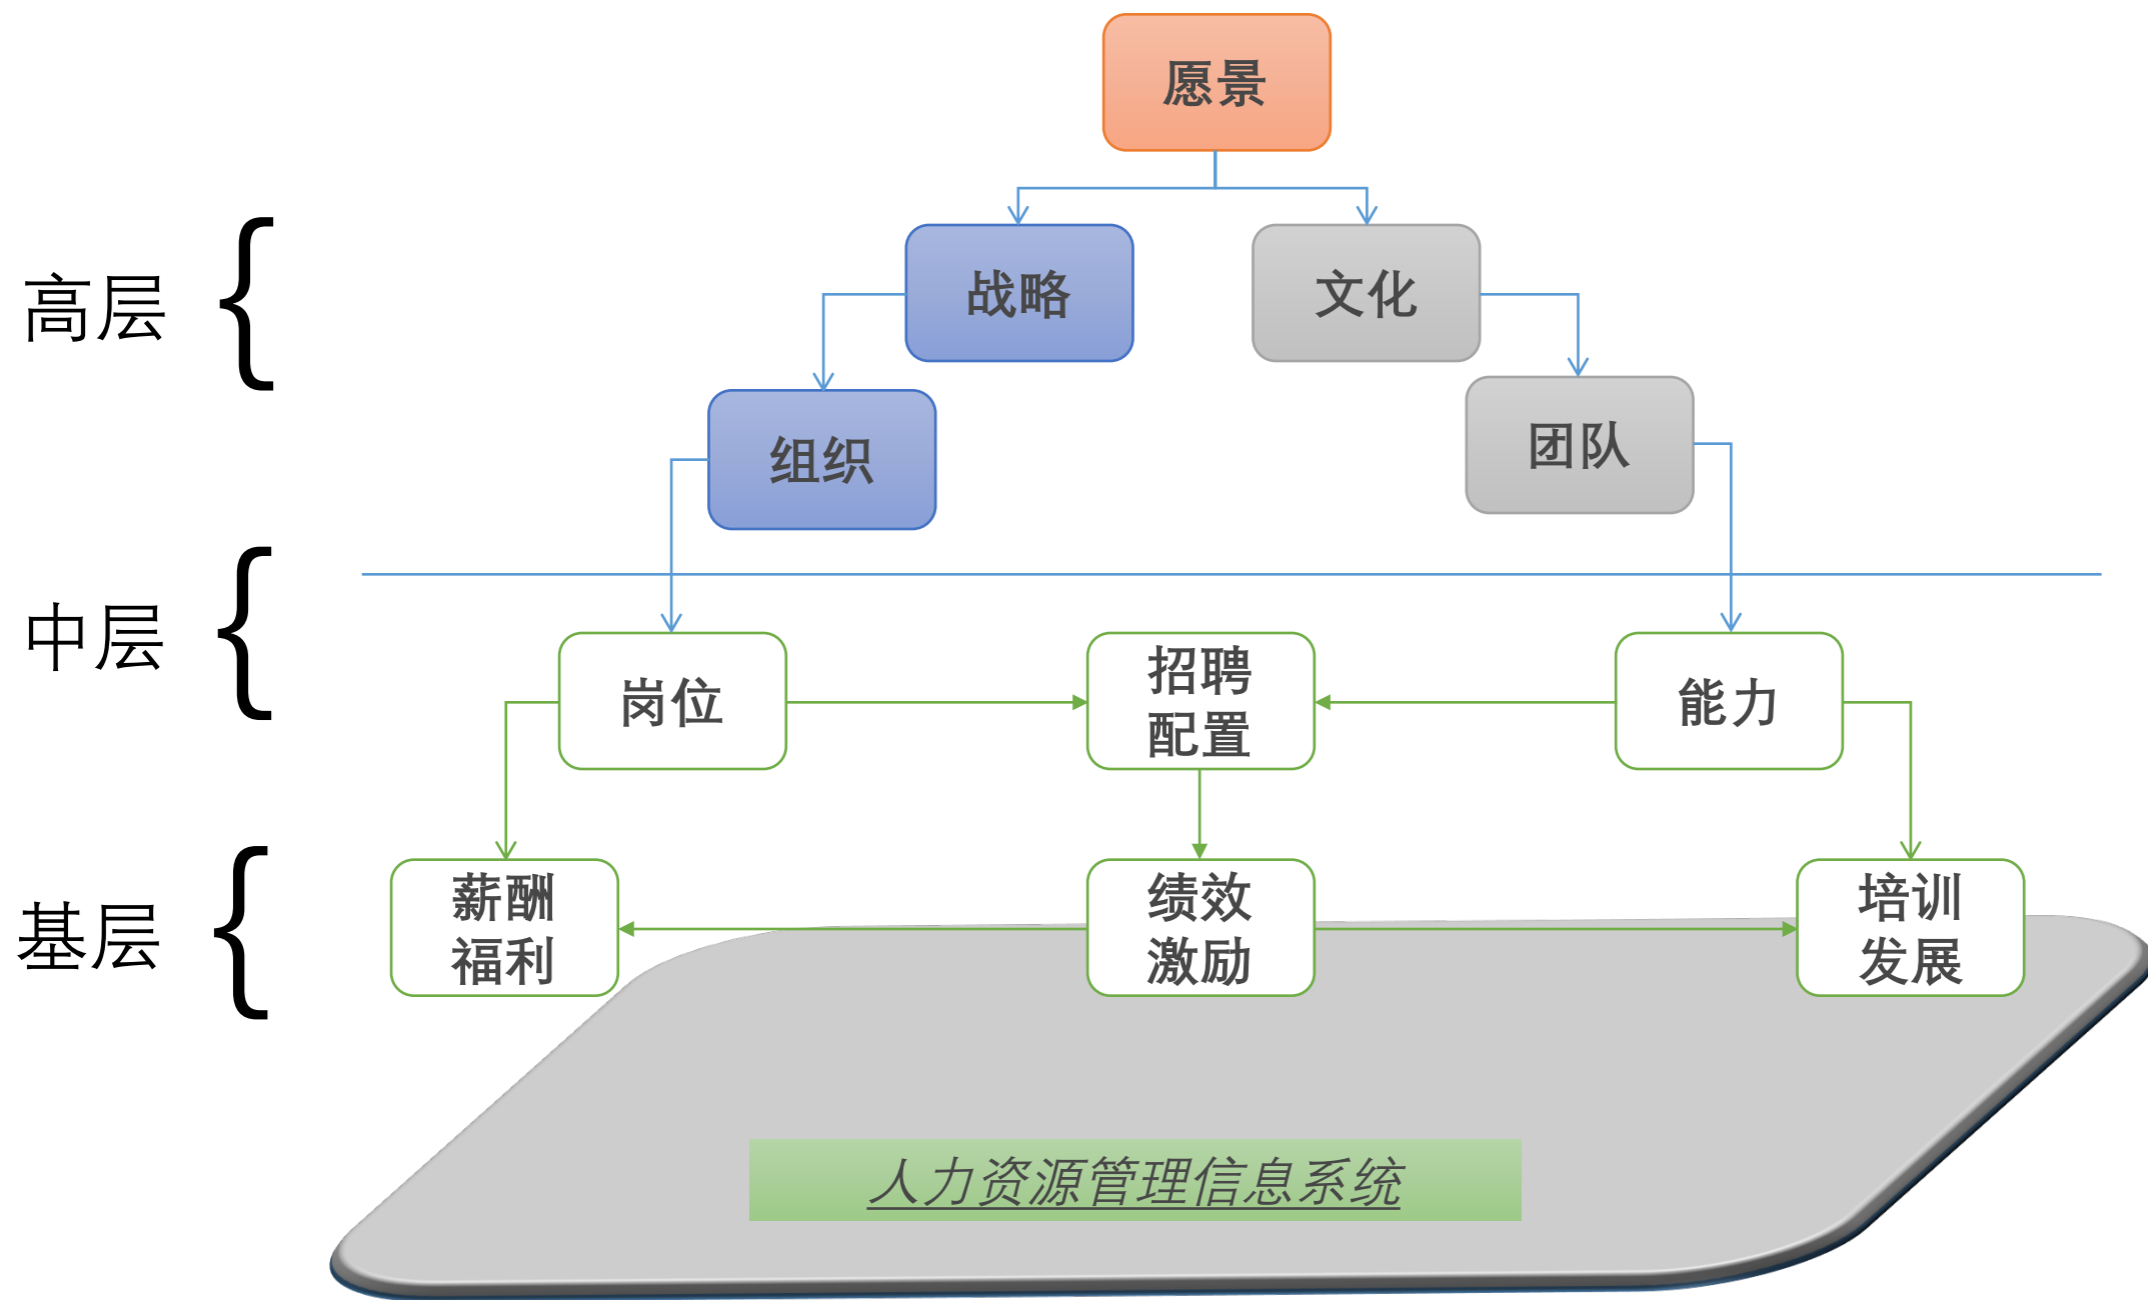 愿景
高层
战略
文化
组织
团队
中层
岗位
招聘
配置
能力
基层
薪酬
福利
绩效
激励
培训
发展
人力资源管理信息系统